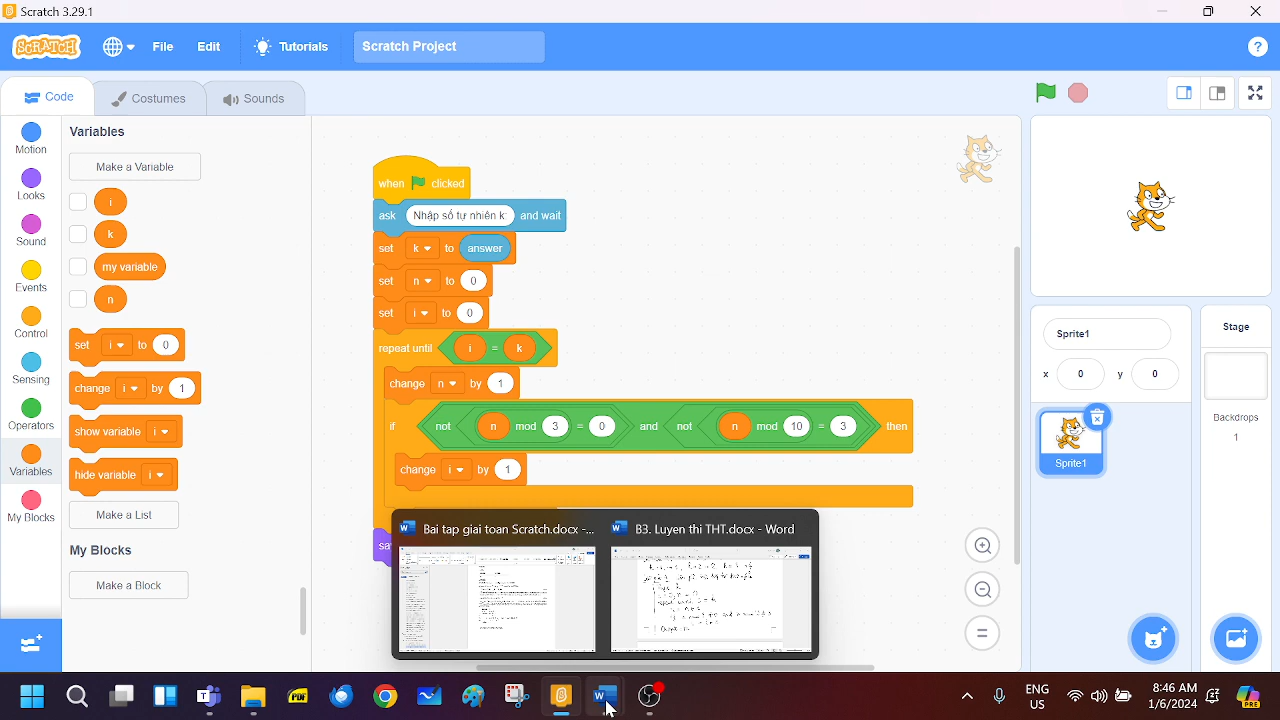 Scratch 3.29.1
SCRATCH File Edit Tutorials Scratch Project ?
Code Costumes Sounds
Motion
Looks
Sound
Events
Control
Sensing
Operators
Variables
My Blocks
Variables
Make a Variable
i
k
my variable
n
set i to 0
change i by 1
show variable i
hide variable i
Make a List
My Blocks
Make a Block
when clicked
ask Nhập số tự nhiên k and wait
set k to answer
set n to 0
set i to 0
repeat until i = k
change n by 1
if not n mod 3 = 0 and not n mod 10 = 3 then
change i by 1
Sprite1
x 0 y 0
Sprite1
Stage
Backdrops
1
Bai tap giai toan Scratch.docx -...
B3. Luyen thi THT.docx - Word
PDF
ENG
US
8:46 AM
1/6/2024
PRE